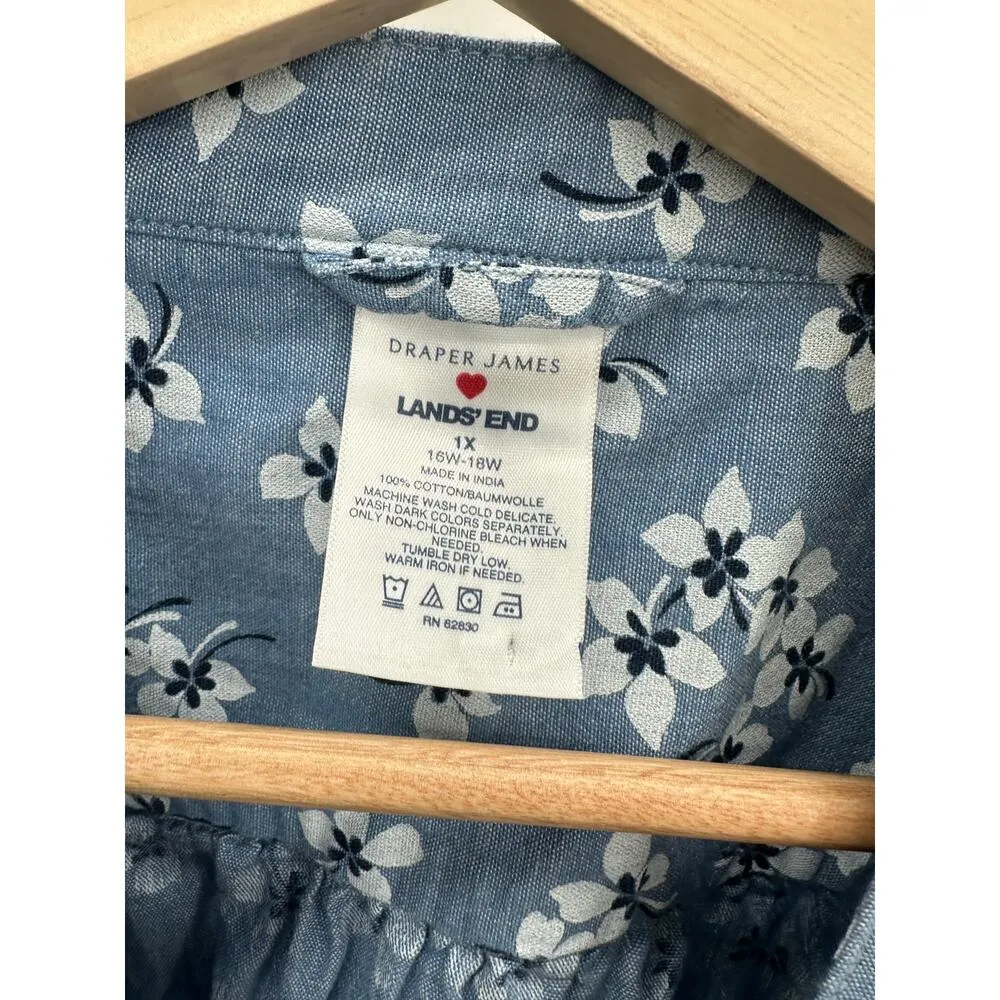 DRAPER JAMES
LANDS' END
1X
16W-18W
MADE IN INDIA
100% COTTON/BAUMWOLLE
MACHINE WASH COLD DELICATE.
WASH DARK COLORS SEPARATELY.
ONLY NON-CHLORINE BLEACH WHEN
NEEDED.
TUMBLE DRY LOW.
WARM IRON IF NEEDED.
RN 62830